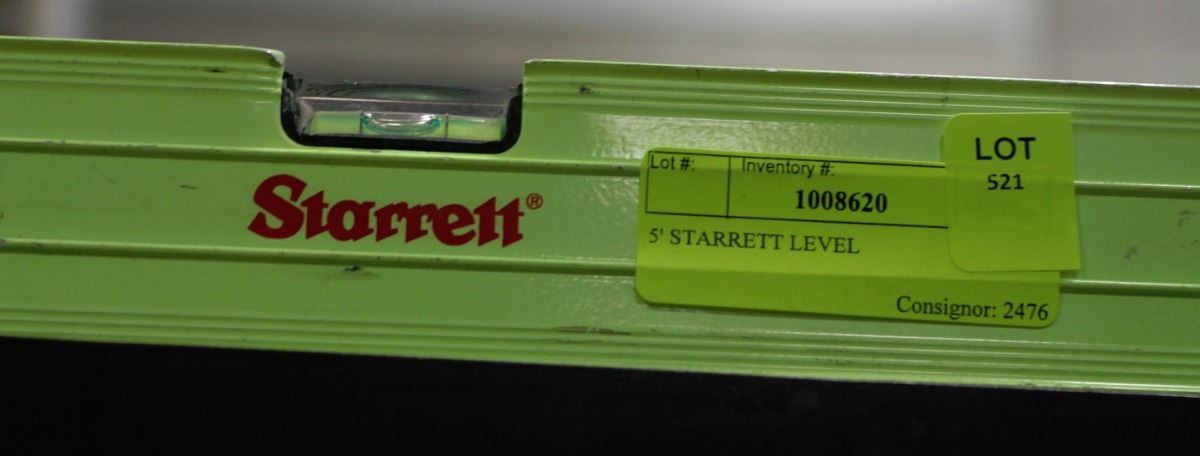 Starrett®
Lot #: Inventory #:
1008620
5' STARRETT LEVEL
Consignor: 2476
LOT
521